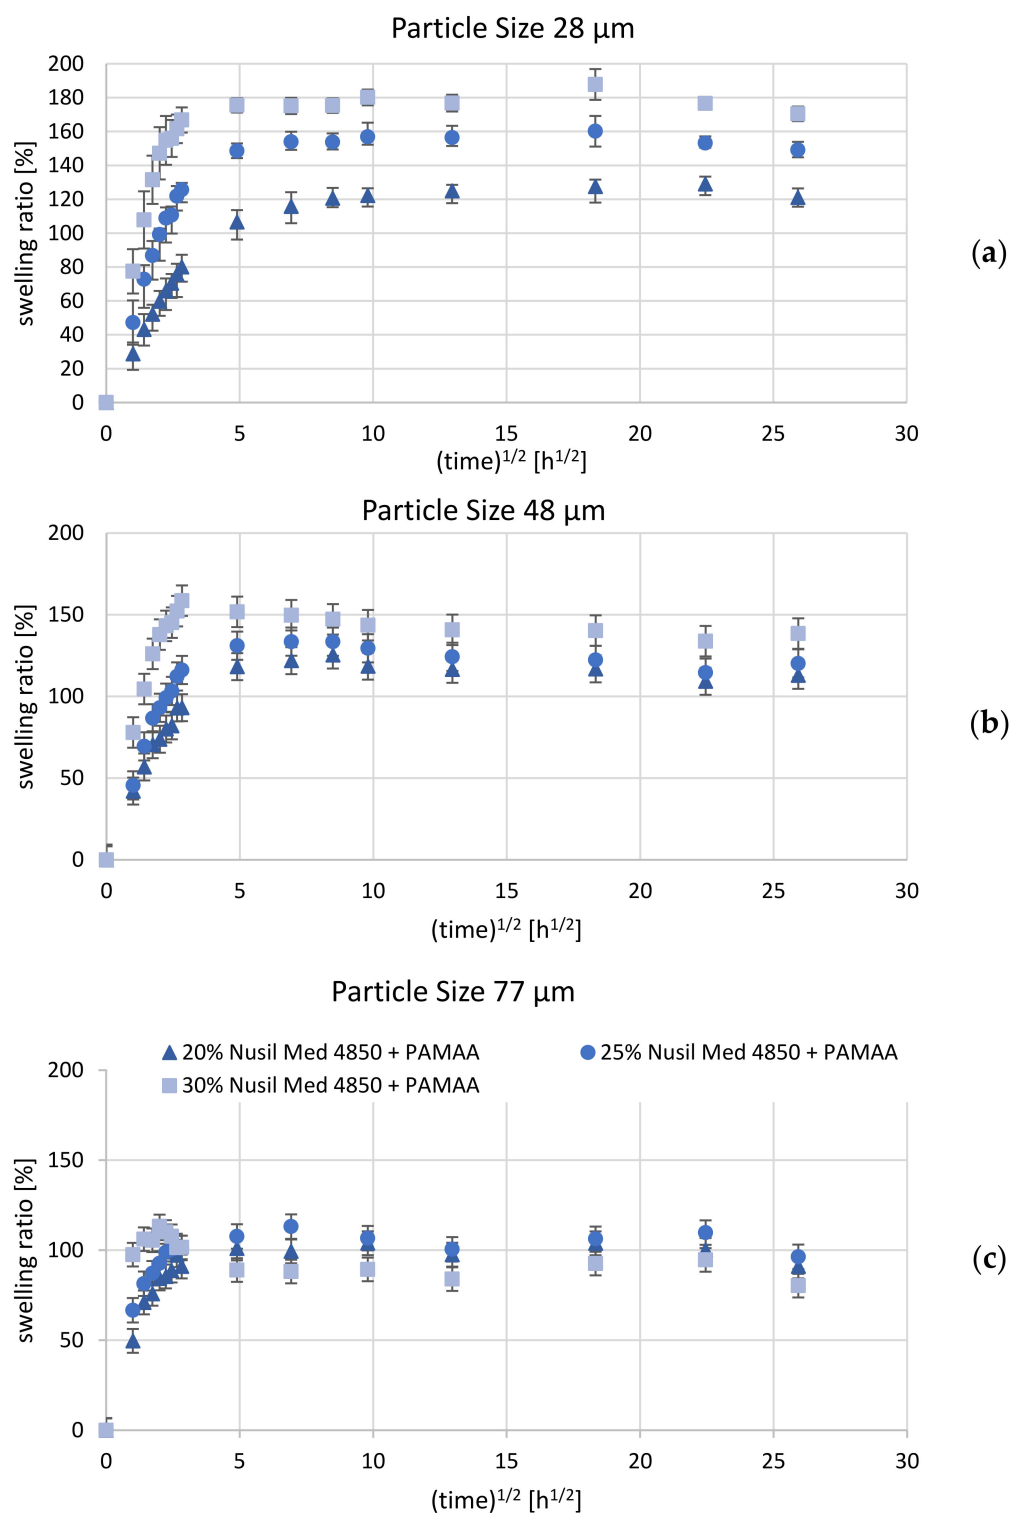 Particle Size 28 µm
200
180
160
140
120
100
80
60
40
20
0
swelling ratio [%]
0 5 10 15 20 25 30
(time)1/2 [h1/2]
(a)
Particle Size 48 µm
200
150
100
50
0
swelling ratio [%]
0 5 10 15 20 25 30
(time)1/2 [h1/2]
(b)
Particle Size 77 µm
20% Nusil Med 4850 + PAMAA 25% Nusil Med 4850 + PAMAA
30% Nusil Med 4850 + PAMAA
200
150
100
50
0
swelling ratio [%]
0 5 10 15 20 25 30
(time)1/2 [h1/2]
(c)